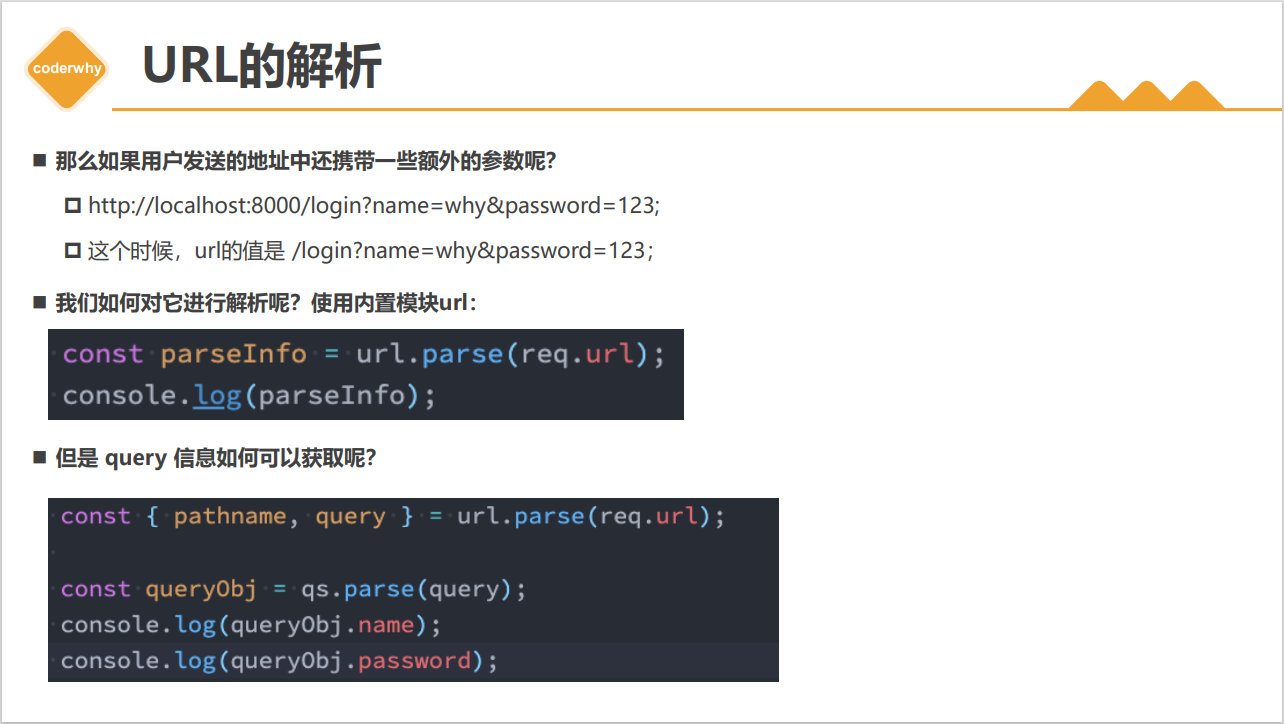 coderwhy
URL的解析
那么如果用户发送的地址中还携带一些额外的参数呢？
http://localhost:8000/login?name=why&password=123;
这个时候，url的值是 /login?name=why&password=123；
我们如何对它进行解析呢？使用内置模块url：
const parseInfo = url.parse(req.url);
console.log(parseInfo);
但是 query 信息如何可以获取呢？
const { pathname, query } = url.parse(req.url);
const queryObj = qs.parse(query);
console.log(queryObj.name);
console.log(queryObj.password);